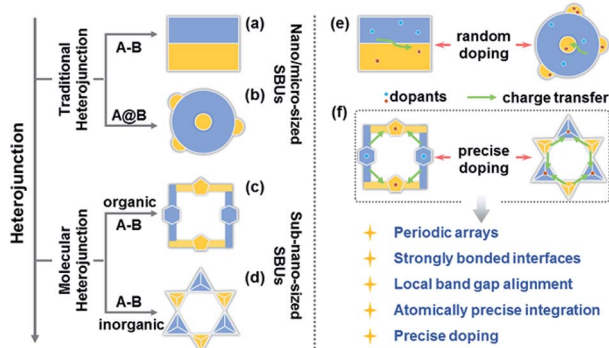 Heterojunction
Traditional
Heterojunction
A-B
A@B
(a)
(b)
Nano/micro-sized
SBUs
Molecular
Heterojunction
organic
A-B
A-B
inorganic
(c)
(d)
Sub-nano-sized
SBUs
(e)
random
doping
dopants
charge transfer
(f)
precise
doping
Periodic arrays
Strongly bonded interfaces
Local band gap alignment
Atomically precise integration
Precise doping